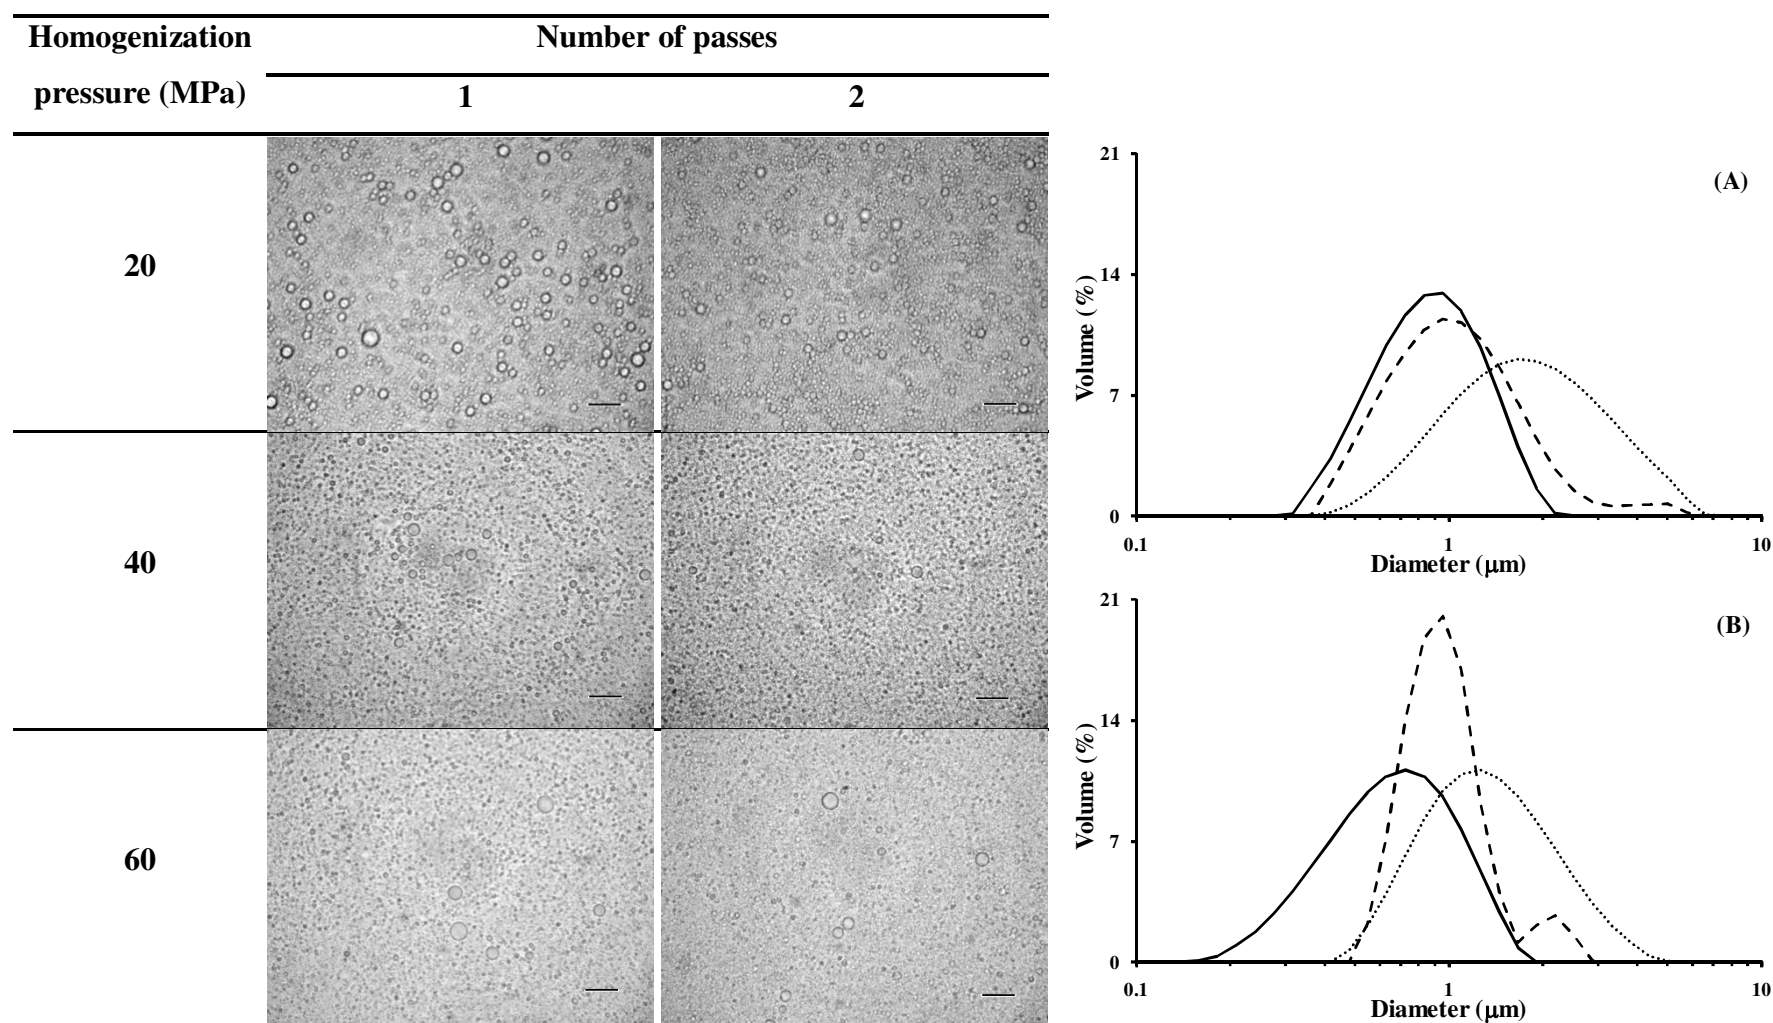 Homogenization
pressure (MPa)
Number of passes
1 2
20
40
60
(A)
21
14
7
0
Volume (%)
0.1 1 10
Diameter (μm)
(B)
21
14
7
0
Volume (%)
0.1 1 10
Diameter (μm)